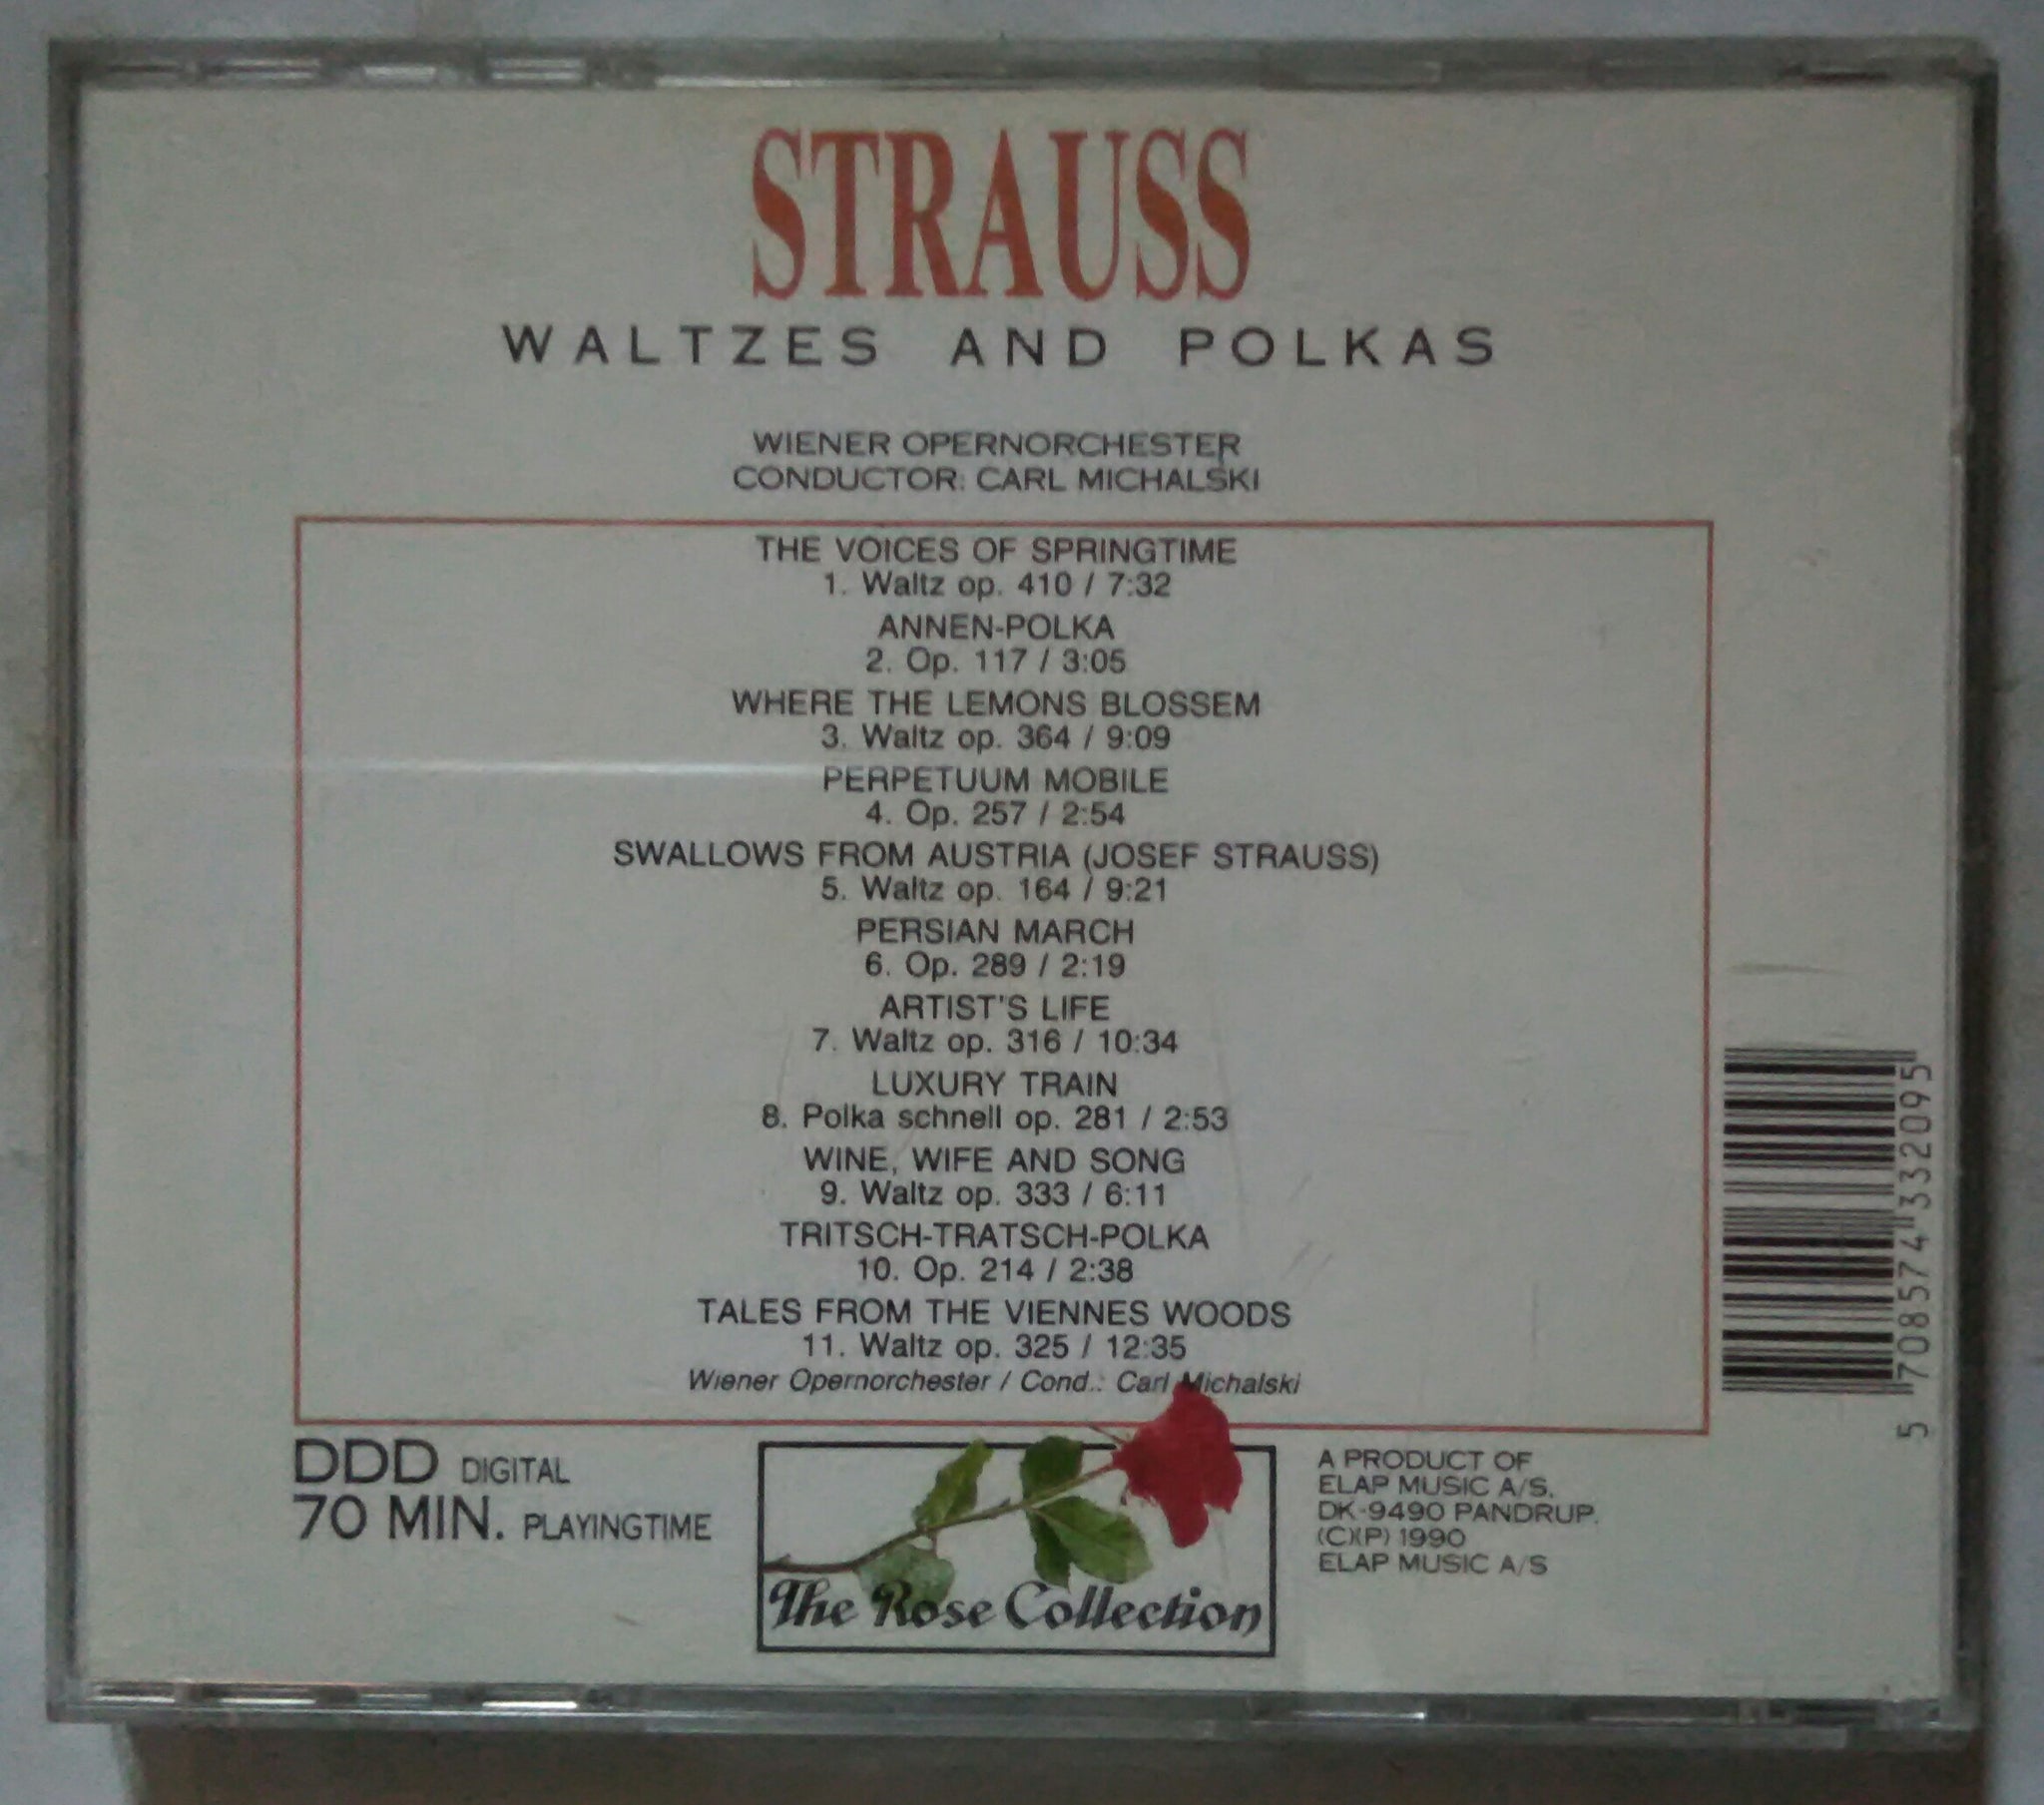 STRAUSS
WALTZES AND POLKAS
WIENER OPERNORCHESTER
CONDUCTOR: CARL MICHALSKI
THE VOICES OF SPRINGTIME
1. Waltz op. 410 / 7:32
ANNEN-POLKA
2. Op. 117 / 3:05
WHERE THE LEMONS BLOSSEM
3. Waltz op. 364 / 9:09
PERPETUUM MOBILE
4. Op. 257 / 2:54
SWALLOWS FROM AUSTRIA (JOSEF STRAUSS)
5. Waltz op. 164 / 9:21
PERSIAN MARCH
6. Op. 289 / 2:19
ARTIST'S LIFE
7. Waltz op. 316 / 10:34
LUXURY TRAIN
8. Polka schnell op. 281 / 2:53
WINE, WIFE AND SONG
9. Waltz op. 333 / 6:11
TRITSCH-TRATSCH-POLKA
10. Op. 214 / 2:38
TALES FROM THE VIENNES WOODS
11. Waltz op. 325 / 12:35
Wiener Opernorchester / Cond.: Carl Michalski
DDD DIGITAL
70 MIN. PLAYINGTIME
The Rose Collection
A PRODUCT OF
ELAP MUSIC A/S.
DK-9490 PANDRUP.
(C)(P) 1990
ELAP MUSIC A/S
5 708574 332095